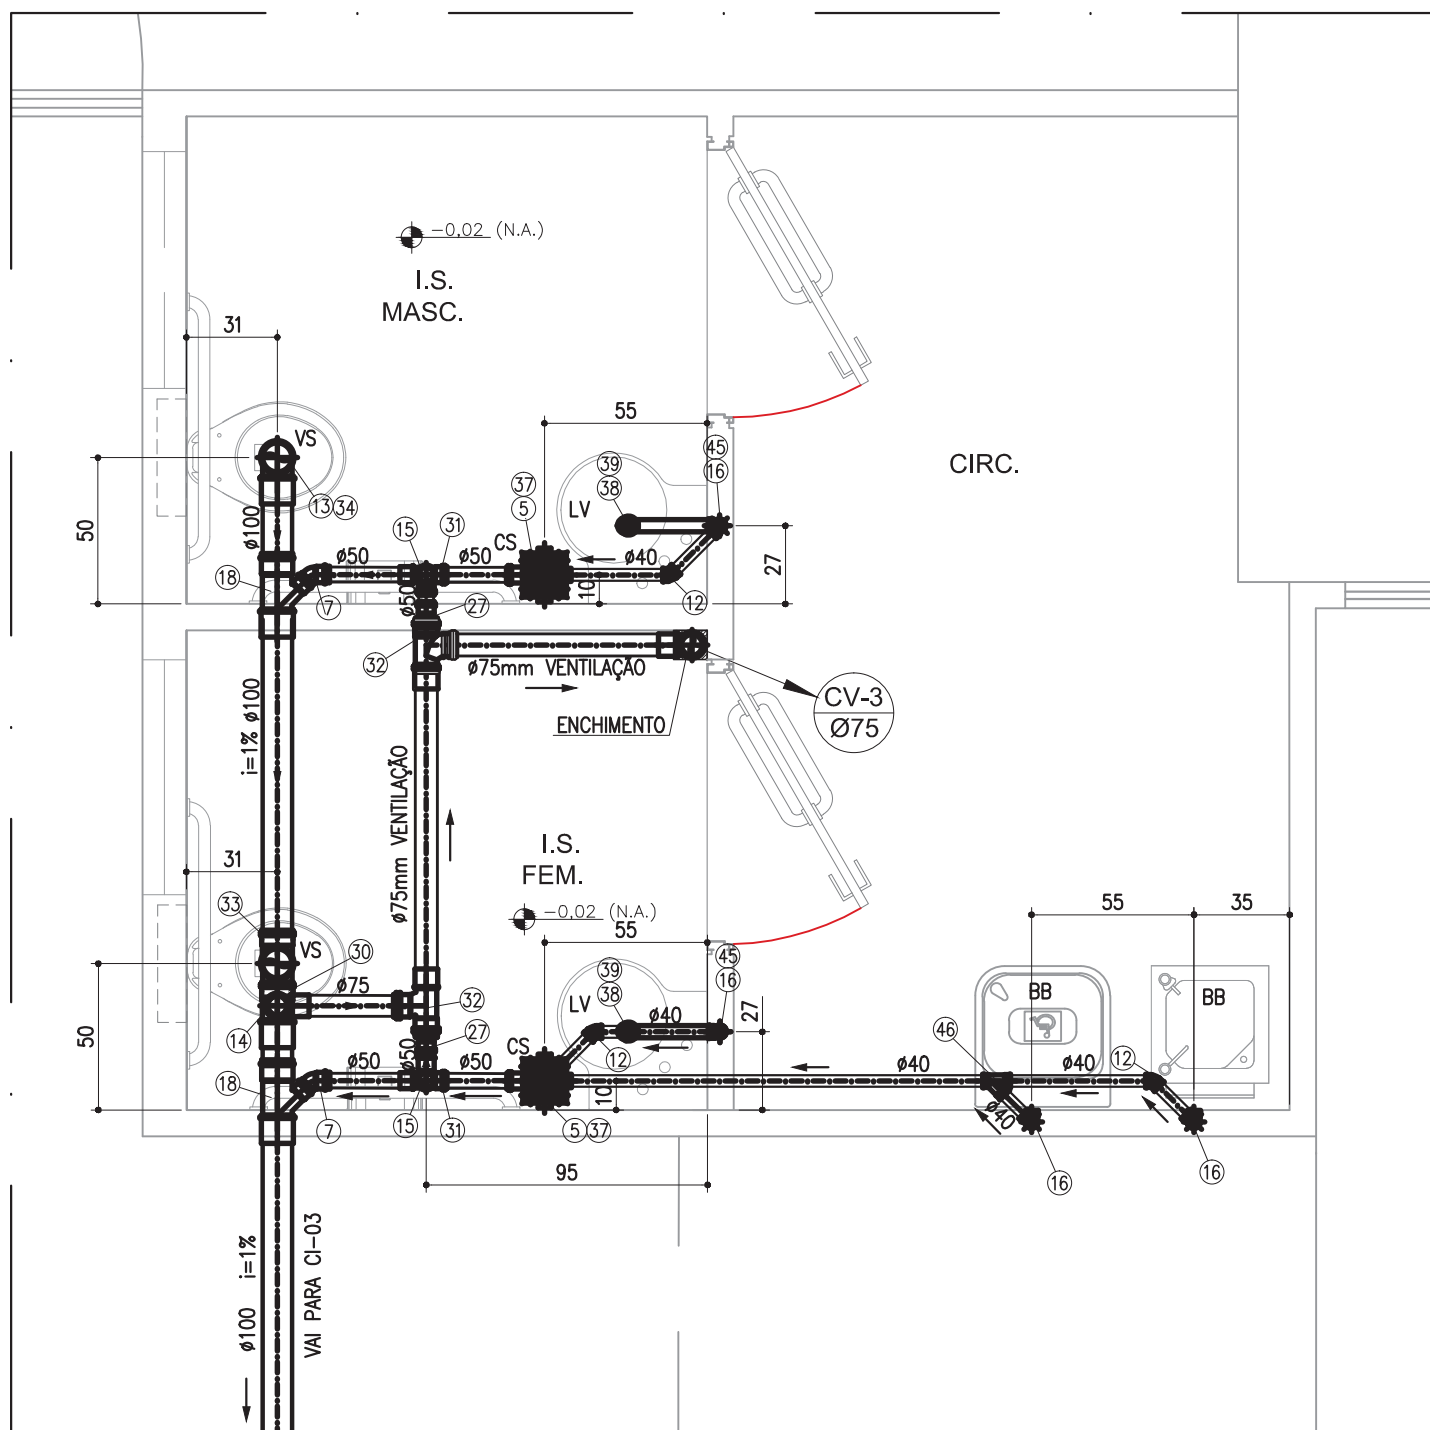 -0,02 (N.A.)
I.S.
MASC.
31
55
VS
45
16
39
38
37
5
LV
CIRC.
13
34
50
ø100
15
31
CS
ø50
ø50
ø40
27
18
7
ø50
27
10
12
32
ø75mm VENTILAÇÃO
ENCHIMENTO
CV-3
Ø75
i=1% ø100
ø75mm VENTILAÇÃO
I.S.
FEM.
31
-0,02 (N.A.)
55
55
35
33
VS
30
45
16
39
38
LV
ø75
32
27
BB
BB
50
14
27
ø40
46
12
CS
ø50
ø50
ø50
12
ø40
ø40
18
7
15
31
10
5
37
ø40
16
16
95
VAI PARA CI-03
ø100 i=1%